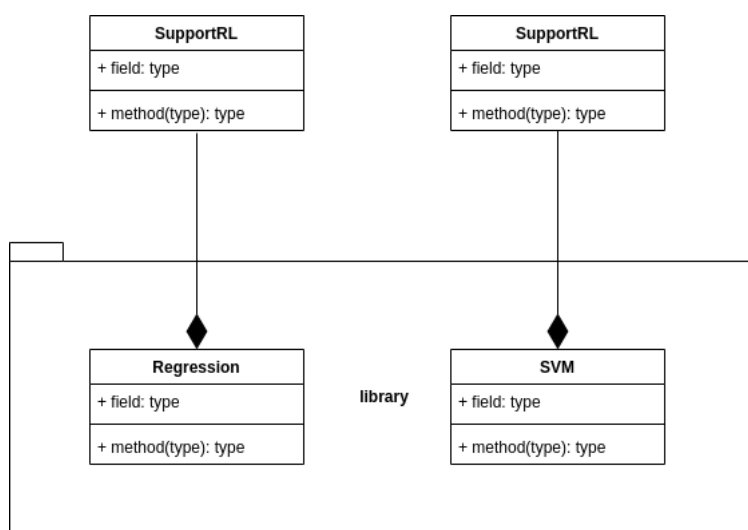 SupportRL
+ field: type
+ method(type): type
SupportRL
+ field: type
+ method(type): type
Regression
+ field: type
+ method(type): type
library
SVM
+ field: type
+ method(type): type